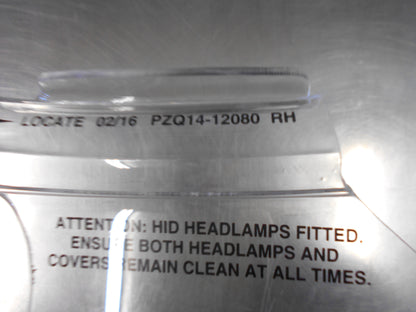 LOCATE 02/16 PZQ14-12080 RH
ATTENTION: HID HEADLAMPS FITTED.
ENSURE BOTH HEADLAMPS AND
COVERS REMAIN CLEAN AT ALL TIMES.